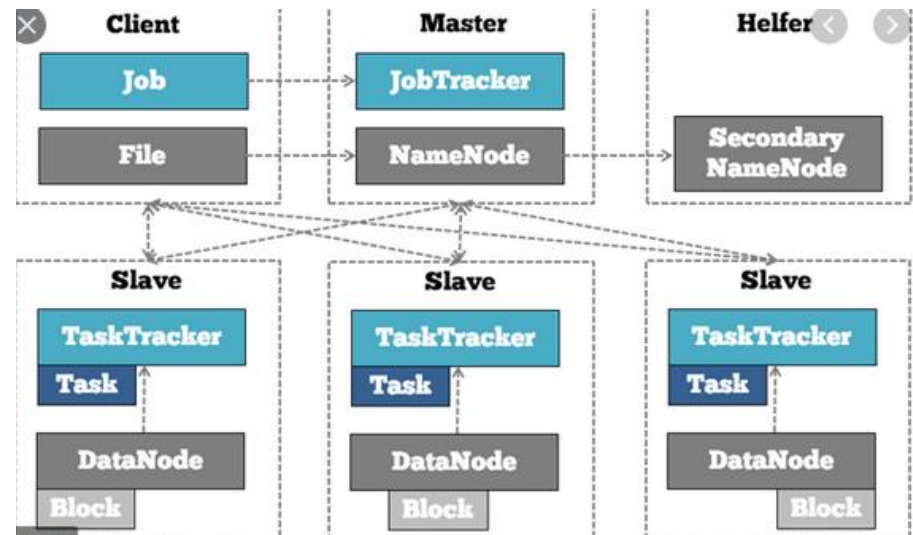 Client
Master
Helfer
Job
JobTracker
File
NameNode
Secondary
NameNode
Slave
Slave
Slave
TaskTracker
TaskTracker
TaskTracker
Task
Task
Task
DataNode
DataNode
DataNode
Block
Block
Block